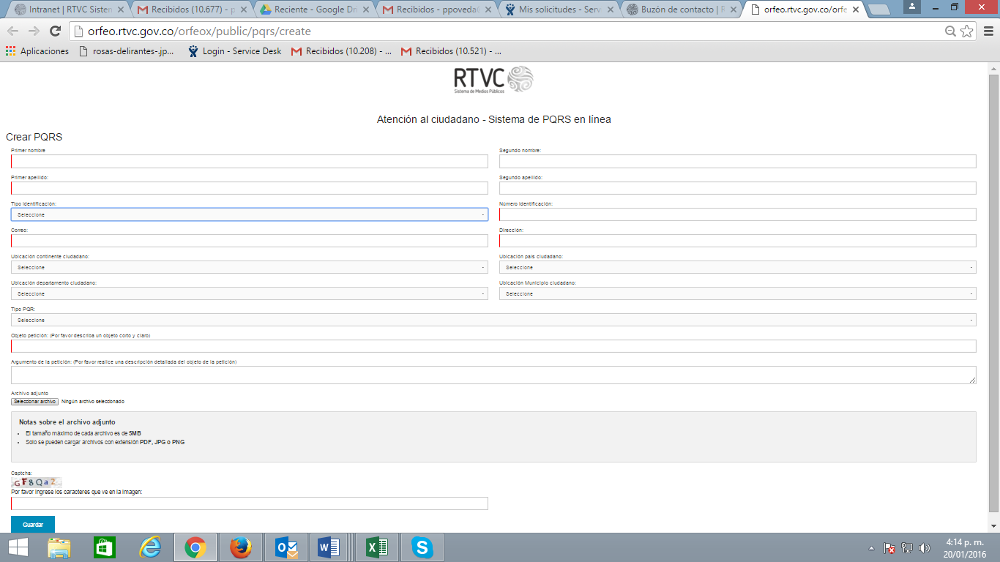 Intranet | RTVC Sisten
Recibidos (10.677) - p
Reciente - Google Dri
Recibidos - ppoveda@
Mis solicitudes - Serv
Buzón de contacto | R
orfeo.rtvc.gov.co/orfe
orfeo.rtvc.gov.co/orfeox/public/pqrs/create
Aplicaciones
rosas-delirantes-.jp...
Login - Service Desk
Recibidos (10.208) - ...
Recibidos (10.521) - ...
RTVC
Sistema de Medios Públicos
Atención al ciudadano - Sistema de PQRS en línea
Crear PQRS
Primer nombre
Segundo nombre:
Primer apellido:
Segundo apellido:
Tipo identificación:
Número identificación:
Seleccione
Correo:
Dirección:
Ubicación continente ciudadano:
Ubicación país ciudadano:
Seleccione
Seleccione
Ubicación departamento ciudadano:
Ubicación Municipio ciudadano:
Seleccione
Seleccione
Tipo PQR:
Seleccione
Objeto petición: (Por favor describa un objeto corto y claro)
Argumento de la petición: (Por favor realice una descripción detallada del objeto de la petición)
Archivo adjunto
Seleccionar archivo
Ningún archivo seleccionado
Notas sobre el archivo adjunto
El tamaño máximo de cada archivo es de 5MB
Solo se pueden cargar archivos con extensión PDF, JPG o PNG
Captcha:
GF8QaZ
Por favor ingrese los caracteres que ve en la imagen:
Guardar
4:14 p. m.
20/01/2016